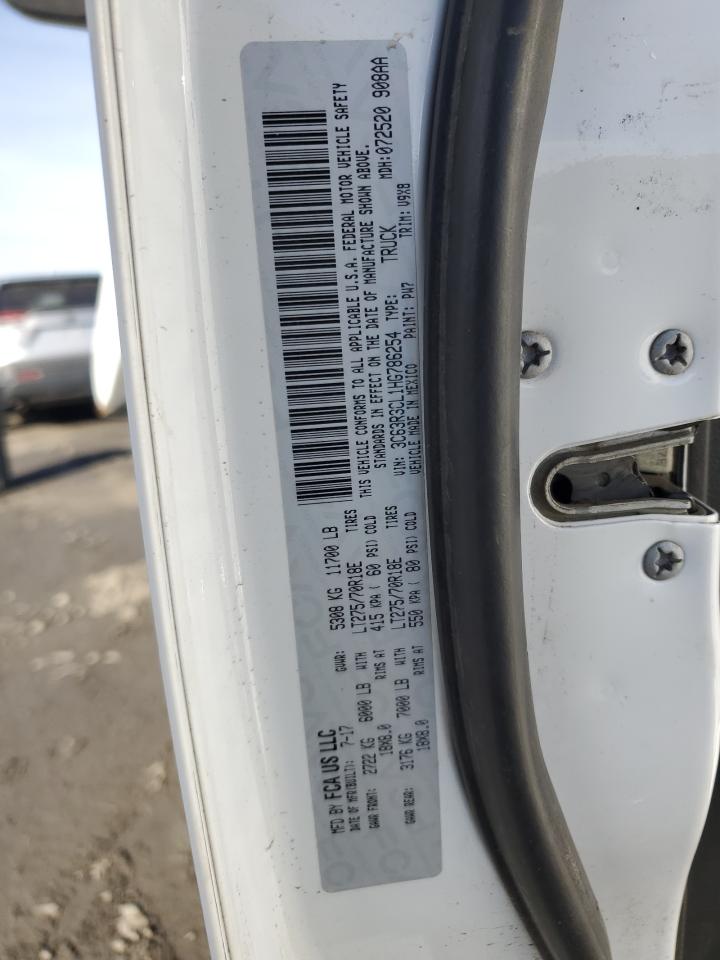 MFD BY FCA US LLC
DATE OF MFR(BUILT): 7-17 GVWR: 5308 KG 11700 LB
GAWR FRONT: 2722 KG 6000 LB WITH LT275/70R18E TIRES
18X8.0 RIMS AT 415 KPA ( 60 PSI) COLD
GAWR REAR: 3176 KG 7000 LB WITH LT275/70R18E TIRES
18X8.0 RIMS AT 550 KPA ( 80 PSI) COLD
THIS VEHICLE CONFORMS TO ALL APPLICABLE U.S.A. FEDERAL MOTOR VEHICLE SAFETY
STANDARDS IN EFFECT ON THE DATE OF MANUFACTURE SHOWN ABOVE.
VIN: 3C63R3CL1HG786254 TYPE: TRUCK MDH:072520 908AA
VEHICLE MADE IN MEXICO PAINT: PW7 TRIM: V9X8